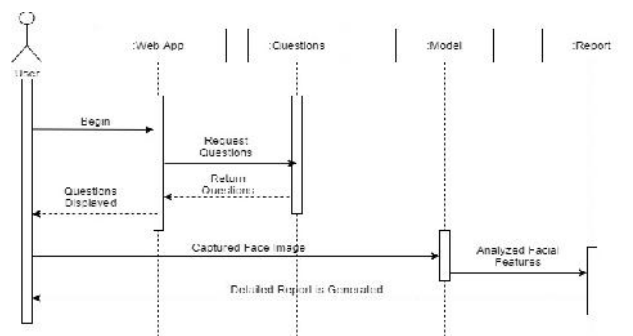 :Web App
:Questions
:Model
:Report
User
Begin
Request
Questions
Return
Questions
Questions
Displayed
Captured Face Image
Analyzed Facial
Features
Detailed Report is Generated